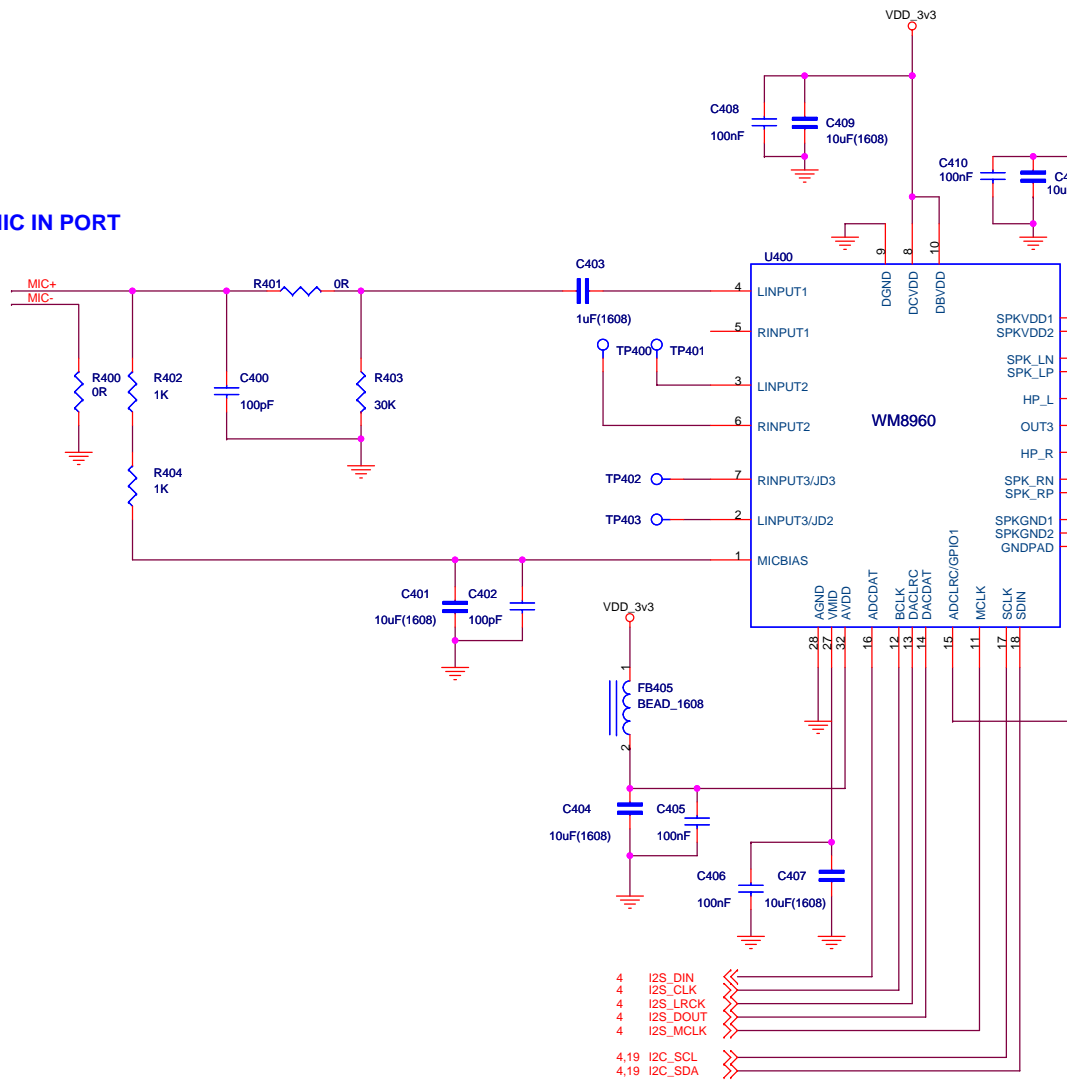 VDD_3v3
C408
100nF
C409
10uF(1608)
C410
100nF
10u
MIC IN PORT
MIC+
MIC-
R401
0R
C403
1uF(1608)
U400
9
8
10
DGND
DCVDD
DBVDD
4
LINPUT1
5
RINPUT1
TP400
TP401
3
LINPUT2
6
RINPUT2
TP402
7
RINPUT3/JD3
TP403
2
LINPUT3/JD2
1
MICBIAS
WM8960
SPKVDD1
SPKVDD2
SPK_LN
SPK_LP
HP_L
OUT3
HP_R
SPK_RN
SPK_RP
SPKGND1
SPKGND2
GNDPAD
R400
0R
R402
1K
C400
100pF
R403
30K
R404
1K
C401
10uF(1608)
C402
100pF
AGND
VMID
AVDD
ADCDAT
BCLK
DACLRC
DACDAT
ADCLRC/GPIO1
MCLK
SCLK
SDIN
28
27
32
16
12
13
14
15
11
17
18
VDD_3v3
1
FB405
BEAD_1608
2
C404
10uF(1608)
C405
100nF
C406
100nF
C407
10uF(1608)
4 I2S_DIN
4 I2S_CLK
4 I2S_LRCK
4 I2S_DOUT
4 I2S_MCLK
4,19 I2C_SCL
4,19 I2C_SDA